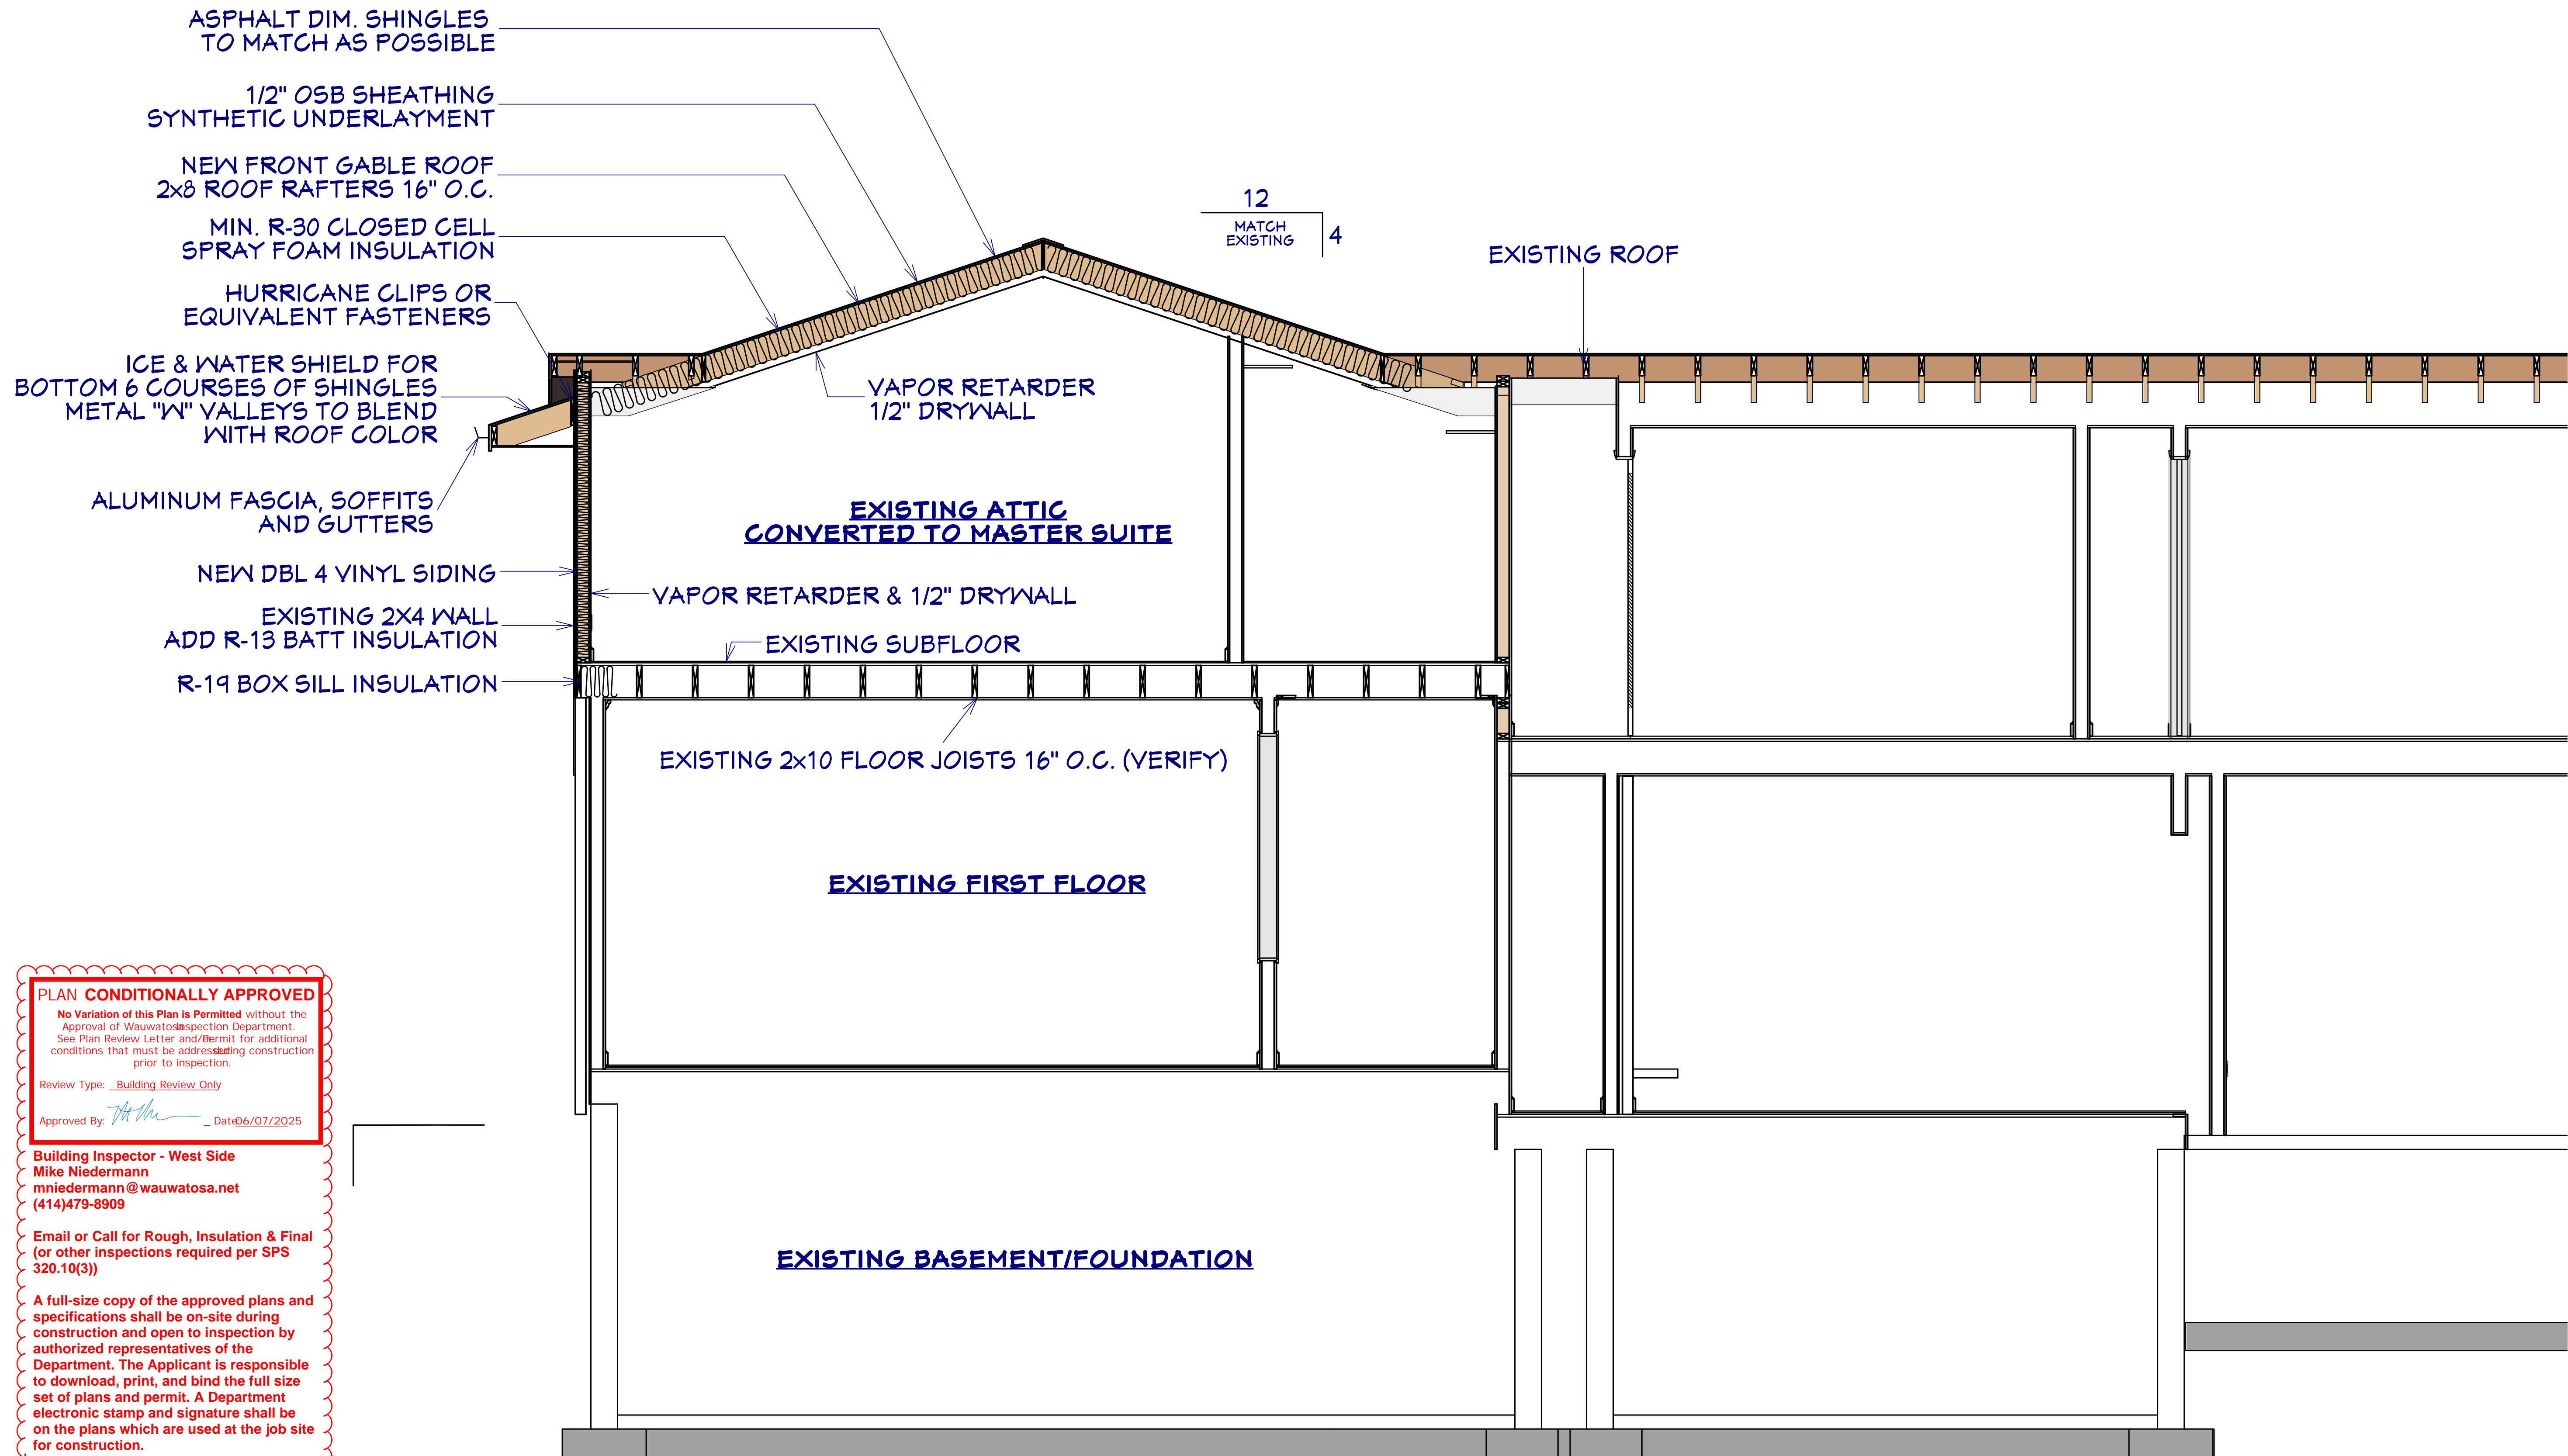 ASPHALT DIM. SHINGLES
TO MATCH AS POSSIBLE
1/2" OSB SHEATHING
SYNTHETIC UNDERLAYMENT
NEW FRONT GABLE ROOF
2x8 ROOF RAFTERS 16" O.C.
MIN. R-30 CLOSED CELL
SPRAY FOAM INSULATION
HURRICANE CLIPS OR
EQUIVALENT FASTENERS
ICE & WATER SHIELD FOR
BOTTOM 6 COURSES OF SHINGLES
METAL "W" VALLEYS TO BLEND
WITH ROOF COLOR
ALUMINUM FASCIA, SOFFITS
AND GUTTERS
NEW DBL 4 VINYL SIDING
EXISTING 2X4 WALL
ADD R-13 BATT INSULATION
R-19 BOX SILL INSULATION
12
MATCH
EXISTING
4
EXISTING ROOF
VAPOR RETARDER
1/2" DRYWALL
EXISTING ATTIC
CONVERTED TO MASTER SUITE
VAPOR RETARDER & 1/2" DRYWALL
EXISTING SUBFLOOR
EXISTING 2x10 FLOOR JOISTS 16" O.C. (VERIFY)
EXISTING FIRST FLOOR
EXISTING BASEMENT/FOUNDATION
PLAN CONDITIONALLY APPROVED
No Variation of this Plan is Permitted without the
Approval of Wauwatosa Inspection Department.
See Plan Review Letter and/ Permit for additional
conditions that must be addressed during construction
prior to inspection.
Review Type: Building Review Only
Approved By: _ Date 06/07/2025
Building Inspector - West Side
Mike Niedermann
mniedermann@wauwatosa.net
(414)479-8909
Email or Call for Rough, Insulation & Final
(or other inspections required per SPS
320.10(3))
A full-size copy of the approved plans and
specifications shall be on-site during
construction and open to inspection by
authorized representatives of the
Department. The Applicant is responsible
to download, print, and bind the full size
set of plans and permit. A Department
electronic stamp and signature shall be
on the plans which are used at the job site
for construction.